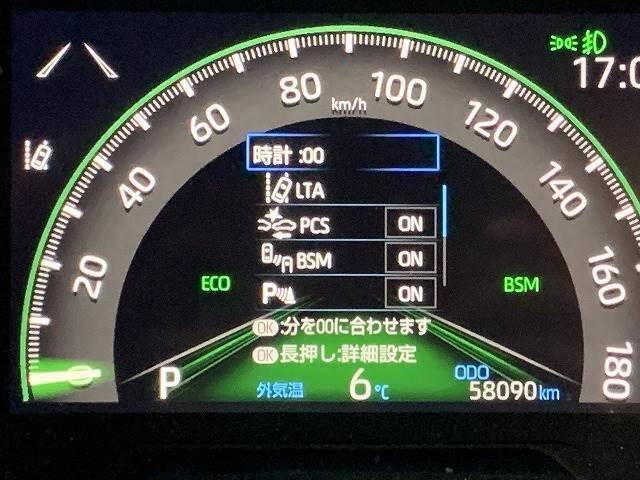 17:0
80
100
km/h
60
120
時計 :00
40
LTA
140
PCS ON
BSM ON
20
160
ECO
P ON
BSM
OK :分を00に合わせます
OK 長押し:詳細設定
0
P
180
外気温 6℃
ODO
58090km